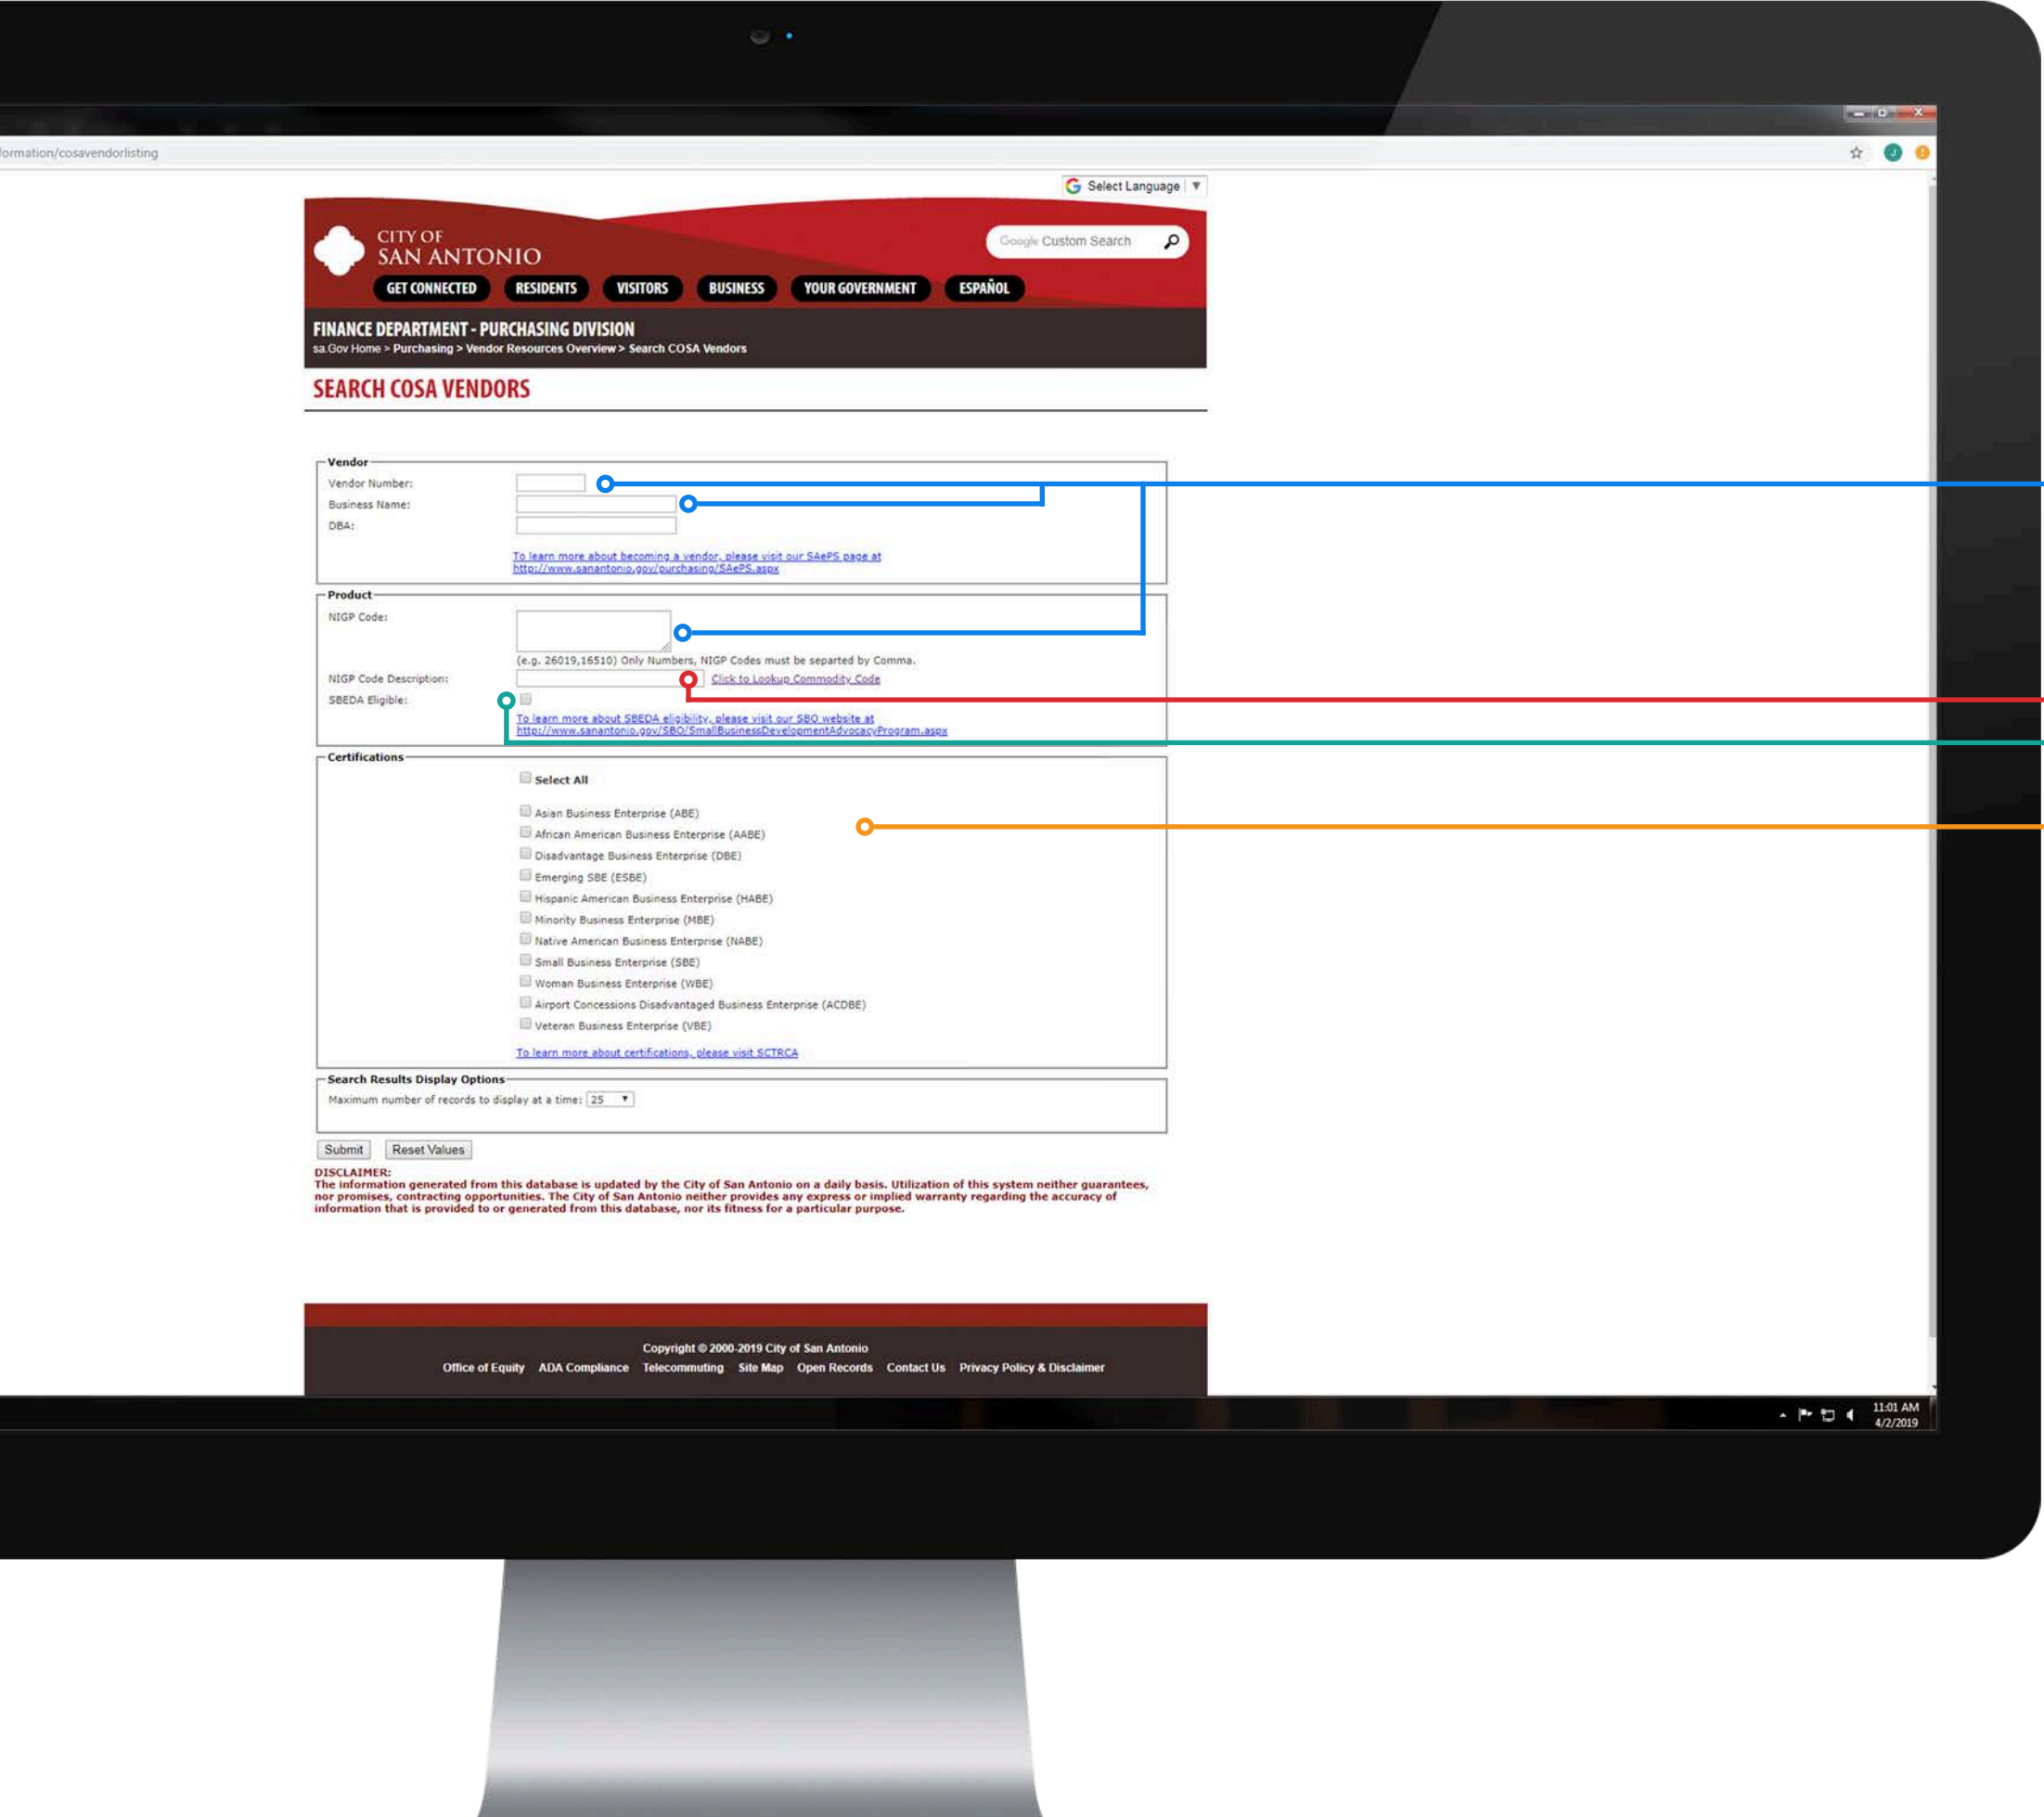 formation/cosavendorlisting
Select Language ▼
CITY OF
SAN ANTONIO
Google Custom Search
GET CONNECTED RESIDENTS VISITORS BUSINESS YOUR GOVERNMENT ESPAÑOL
FINANCE DEPARTMENT - PURCHASING DIVISION
sa.Gov Home > Purchasing > Vendor Resources Overview > Search COSA Vendors
SEARCH COSA VENDORS
Vendor
Vendor Number:
Business Name:
DBA:
To learn more about becoming a vendor, please visit our SAePS page at
http://www.sanantonio.gov/purchasing/SAePS.aspx
Product
NIGP Code:
(e.g. 26019,16510) Only Numbers, NIGP Codes must be separted by Comma.
NIGP Code Description: Click to Lookup Commodity Code
SBEDA Eligible:
To learn more about SBEDA eligibility, please visit our SBO website at
http://www.sanantonio.gov/SBO/SmallBusinessDevelopmentAdvocacyProgram.aspx
Certifications
Select All
Asian Business Enterprise (ABE)
African American Business Enterprise (AABE)
Disadvantage Business Enterprise (DBE)
Emerging SBE (ESBE)
Hispanic American Business Enterprise (HABE)
Minority Business Enterprise (MBE)
Native American Business Enterprise (NABE)
Small Business Enterprise (SBE)
Woman Business Enterprise (WBE)
Airport Concessions Disadvantaged Business Enterprise (ACDBE)
Veteran Business Enterprise (VBE)
To learn more about certifications, please visit SCTRCA
Search Results Display Options
Maximum number of records to display at a time: 25
Submit Reset Values
DISCLAIMER:
The information generated from this database is updated by the City of San Antonio on a daily basis. Utilization of this system neither guarantees,
nor promises, contracting opportunities. The City of San Antonio neither provides any express or implied warranty regarding the accuracy of
information that is provided to or generated from this database, nor its fitness for a particular purpose.
Copyright © 2000-2019 City of San Antonio
Office of Equity ADA Compliance Telecommuting Site Map Open Records Contact Us Privacy Policy & Disclaimer
11:01 AM
4/2/2019